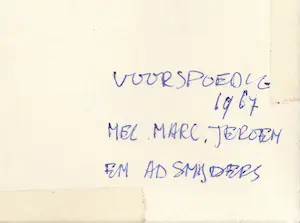 VOORSPOEDIG
1967
MEL. MARC. JEROEN
EN AD SMIJDERS